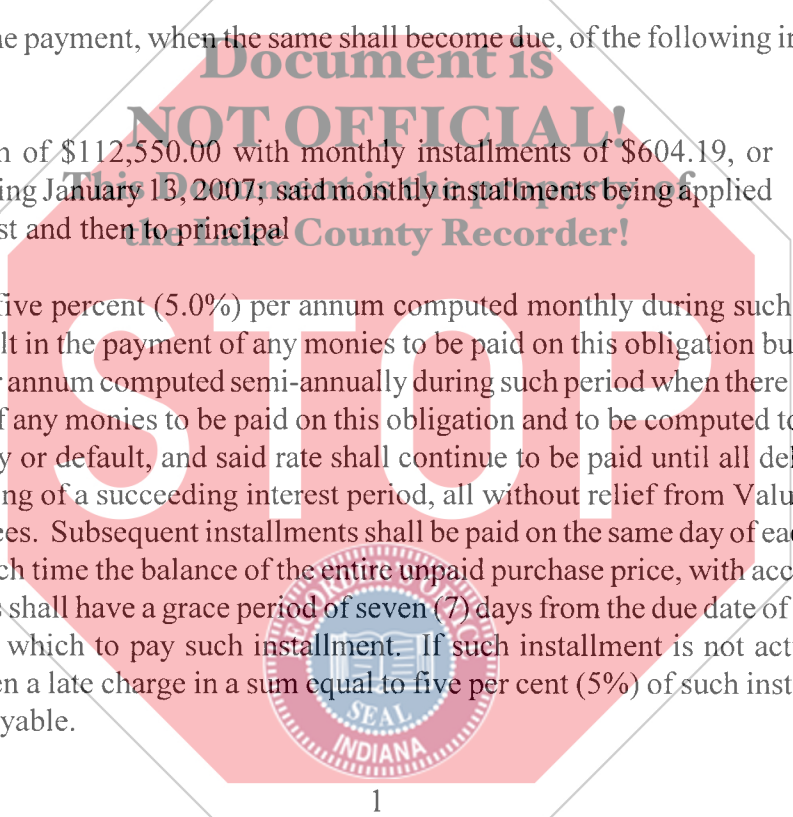 ne payment, when the same shall become due, of the following in
Document is
NOT OFFICIAL!
n of $112,550.00 with monthly installments of $604.19, or
This Document is the property of
ing January 13, 2007; said monthly installments being applied
st and then to principal
the Lake County Recorder!
five percent (5.0%) per annum computed monthly during such
lt in the payment of any monies to be paid on this obligation bu
r annum computed semi-annually during such period when there
f any monies to be paid on this obligation and to be computed to
y or default, and said rate shall continue to be paid until all del
ng of a succeeding interest period, all without relief from Valu
ees. Subsequent installments shall be paid on the same day of eac
ch time the balance of the entire unpaid purchase price, with acc
s shall have a grace period of seven (7) days from the due date of
which to pay such installment. If such installment is not act
en a late charge in a sum equal to five per cent (5%) of such inst
yable.
STOP
SEAL
INDIANA
1